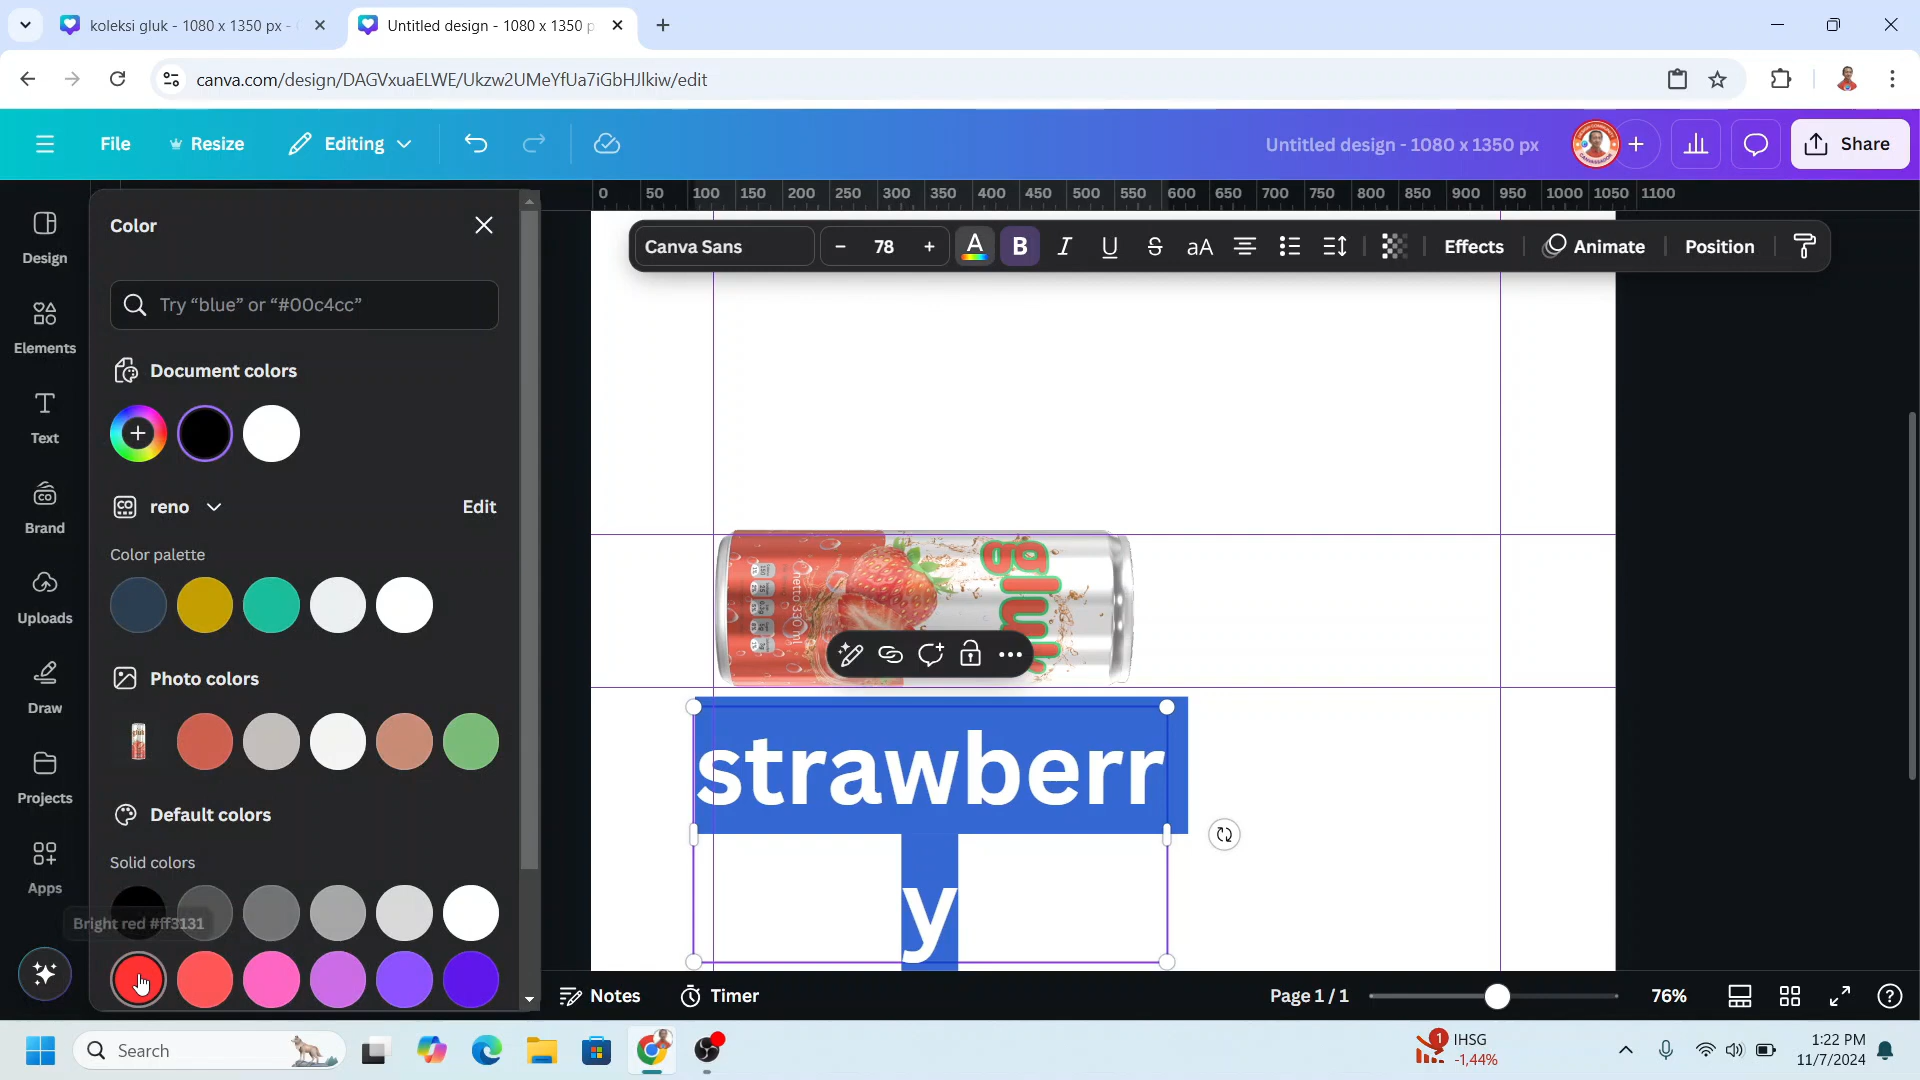 koleksi gluk - 1080 x 1350 px -
Untitled design - 1080 x 1350 p
canva.com/design/DAGVxuaELWE/Ukzw2UMeYfUa7iGbHJlkiw/edit
File
Resize
Editing
Untitled design - 1080 x 1350 px
Share
0 50 100 150 200 250 300 350 400 450 500 550 600 650 700 750 800 850 900 950 1000 1050 1100
Design
Elements
Text
Brand
Uploads
Draw
Projects
Apps
Color
Try “blue” or “#00c4cc”
Document colors
reno
Edit
Color palette
Photo colors
Default colors
Solid colors
Bright red #ff3131
Canva Sans
– 78 +
A
B
I
U
S
aA
Effects
Animate
Position
netto 330 ml
strawberr
y
Notes
Timer
Page 1 / 1
76%
Search
1
IHSG
-1,44%
1:22 PM
11/7/2024